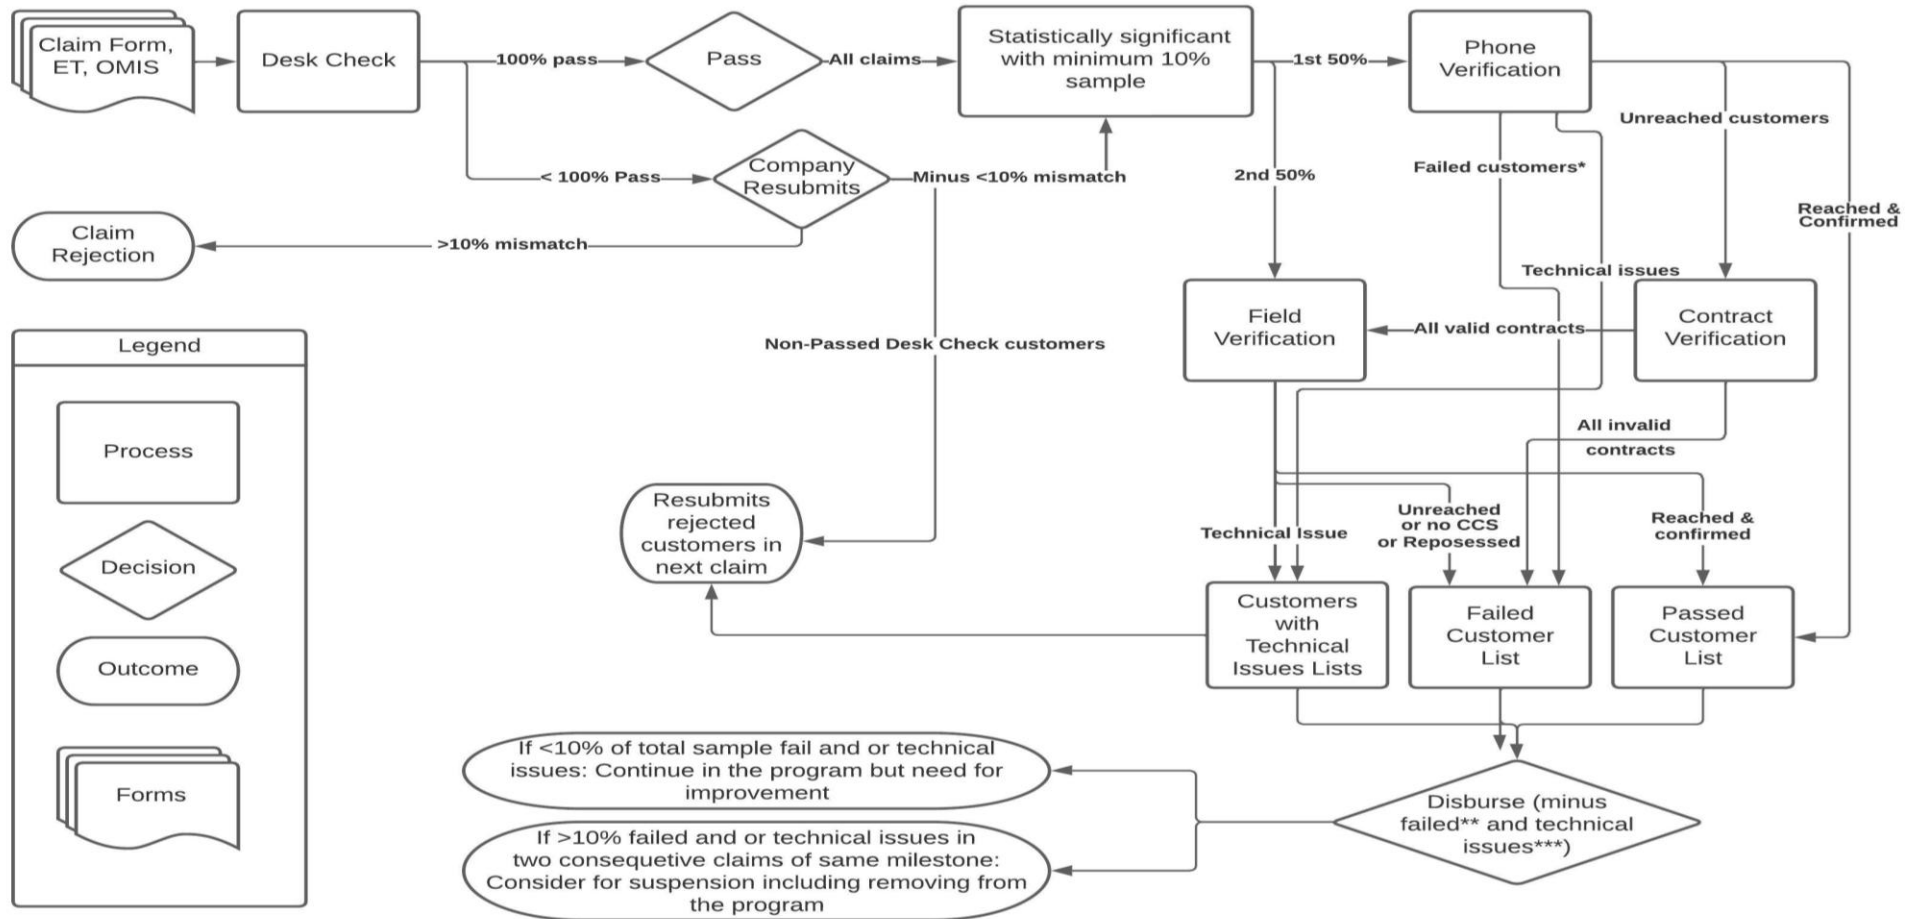 Claim Form,
ET, OMIS
Desk Check
100% pass
Pass
All claims
Statistically significant
with minimum 10%
sample
1st 50%
Phone
Verification
Unreached customers
Failed customers*
< 100% Pass
Company
Resubmits
Minus <10% mismatch
2nd 50%
Reached &
Confirmed
Claim
Rejection
>10% mismatch
Technical issues
Field
Verification
All valid contracts
Contract
Verification
Non-Passed Desk Check customers
Legend
Process
Decision
Outcome
Forms
All invalid
contracts
Resubmits
rejected
customers in
next claim
Technical Issue
Unreached
or no CCS
or Reposessed
Reached &
confirmed
Customers
with
Technical
Issues Lists
Failed
Customer
List
Passed
Customer
List
If <10% of total sample fail and or technical
issues: Continue in the program but need for
improvement
If >10% failed and or technical issues in
two consequetive claims of same milestone:
Consider for suspension including removing from
the program
Disburse (minus
failed** and technical
issues***)